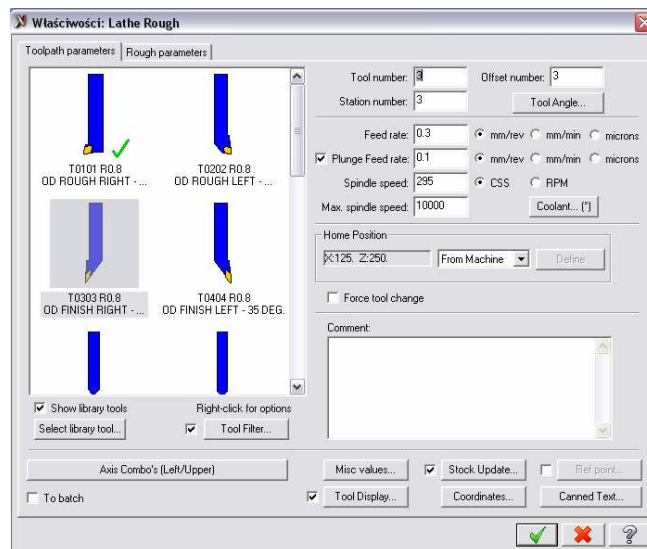 Właściwości: Lathe Rough
Toolpath parameters Rough parameters
T0101 R0.8
OD ROUGH RIGHT - ...
T0202 R0.8
OD ROUGH LEFT - ...
T0303 R0.8
OD FINISH RIGHT - ...
T0404 R0.8
OD FINISH LEFT - 35 DEG.
Show library tools
Right-click for options
Select library tool...
Tool Filter...
Tool number: 3 Offset number: 3
Station number: 3 Tool Angle...
Feed rate: 0.3 mm/rev mm/min microns
Plunge Feed rate: 0.1 mm/rev mm/min microns
Spindle speed: 295 CSS RPM
Max. spindle speed: 10000 Coolant... (*)
Home Position
X:125. Z:250. From Machine Define
Force tool change
Comment:
Axis Combo's (Left/Upper) Misc values... Stock Update... Ref point...
To batch Tool Display... Coordinates... Canned Text...